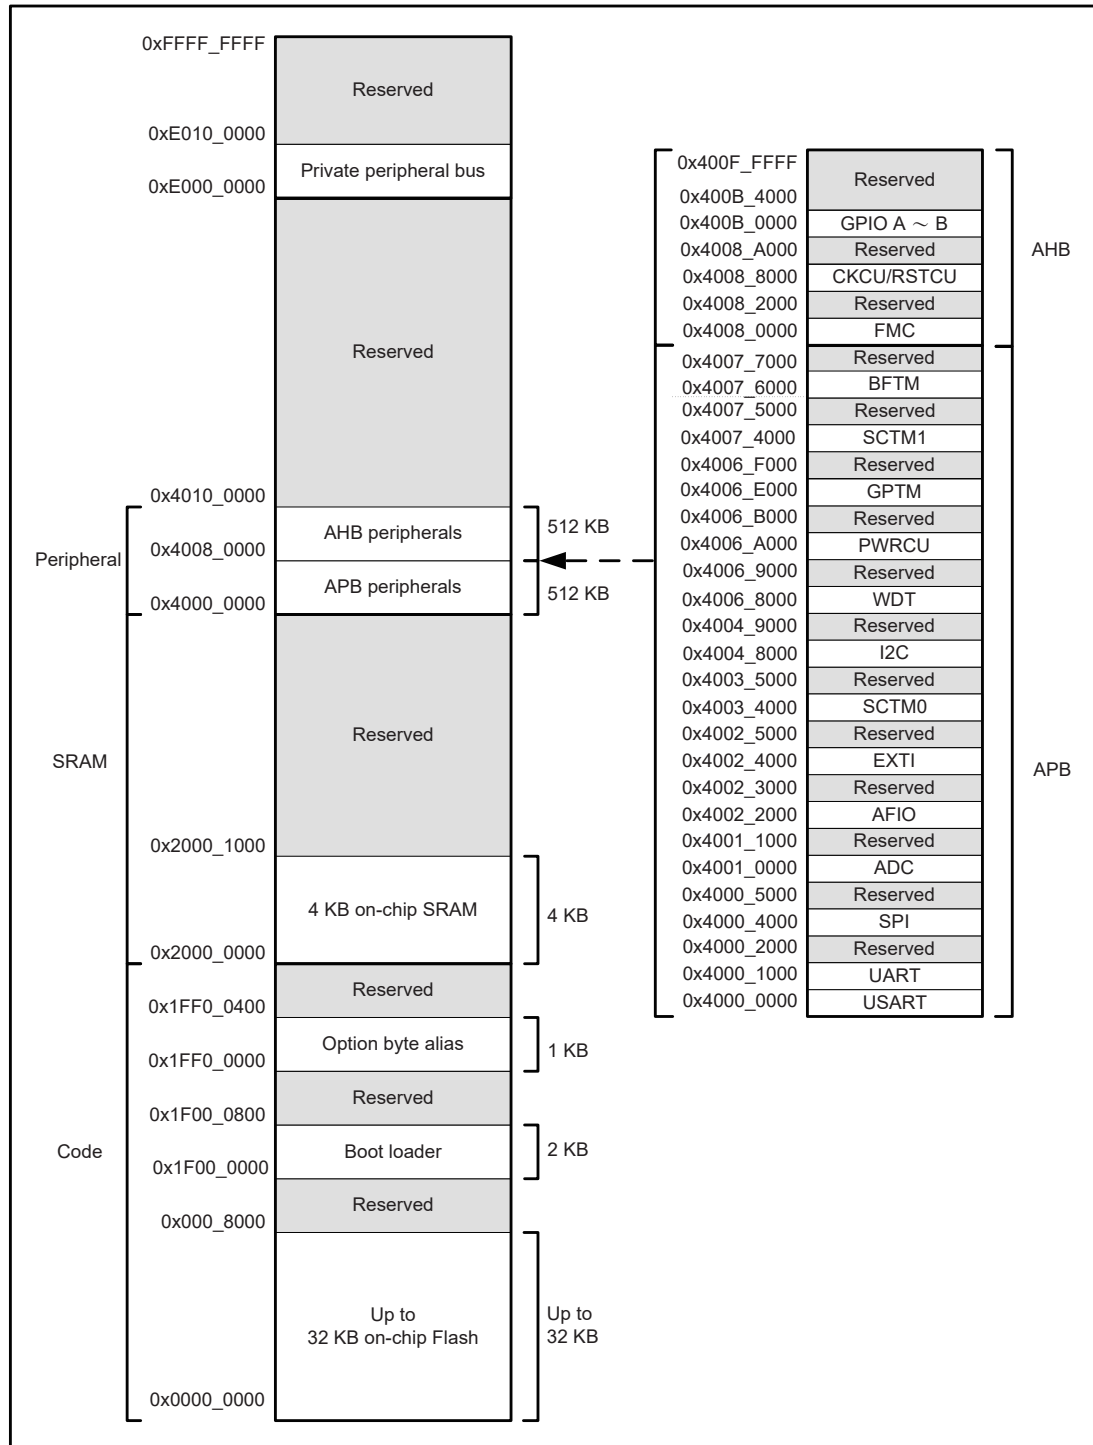 0xFFFF_FFFF
Reserved
0xE010_0000
Private peripheral bus
0xE000_0000
Reserved
0x4010_0000
AHB peripherals
512 KB
Peripheral
0x4008_0000
APB peripherals
512 KB
0x4000_0000
Reserved
SRAM
0x2000_1000
4 KB on-chip SRAM
4 KB
0x2000_0000
Reserved
0x1FF0_0400
Option byte alias
1 KB
0x1FF0_0000
Reserved
0x1F00_0800
Code
Boot loader
2 KB
0x1F00_0000
Reserved
0x000_8000
Up to
32 KB on-chip Flash
Up to
32 KB
0x0000_0000
0x400F_FFFF
Reserved
0x400B_4000
0x400B_0000 GPIO A ~ B
0x4008_A000 Reserved
AHB
0x4008_8000 CKCU/RSTCU
0x4008_2000 Reserved
0x4008_0000 FMC
0x4007_7000 Reserved
0x4007_6000 BFTM
0x4007_5000 Reserved
0x4007_4000 SCTM1
0x4006_F000 Reserved
0x4006_E000 GPTM
0x4006_B000 Reserved
0x4006_A000 PWRCU
0x4006_9000 Reserved
0x4006_8000 WDT
0x4004_9000 Reserved
0x4004_8000 I2C
0x4003_5000 Reserved
0x4003_4000 SCTM0
0x4002_5000 Reserved
0x4002_4000 EXTI
APB
0x4002_3000 Reserved
0x4002_2000 AFIO
0x4001_1000 Reserved
0x4001_0000 ADC
0x4000_5000 Reserved
0x4000_4000 SPI
0x4000_2000 Reserved
0x4000_1000 UART
0x4000_0000 USART